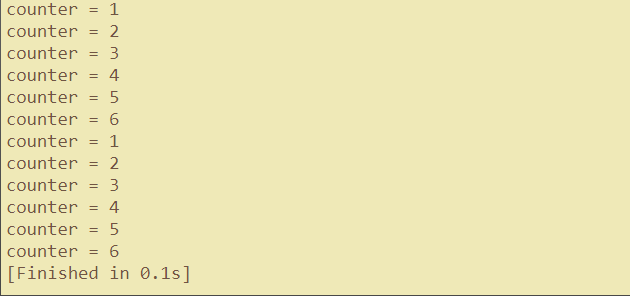 counter = 1
counter = 2
counter = 3
counter = 4
counter = 5
counter = 6
counter = 1
counter = 2
counter = 3
counter = 4
counter = 5
counter = 6
[Finished in 0.1s]